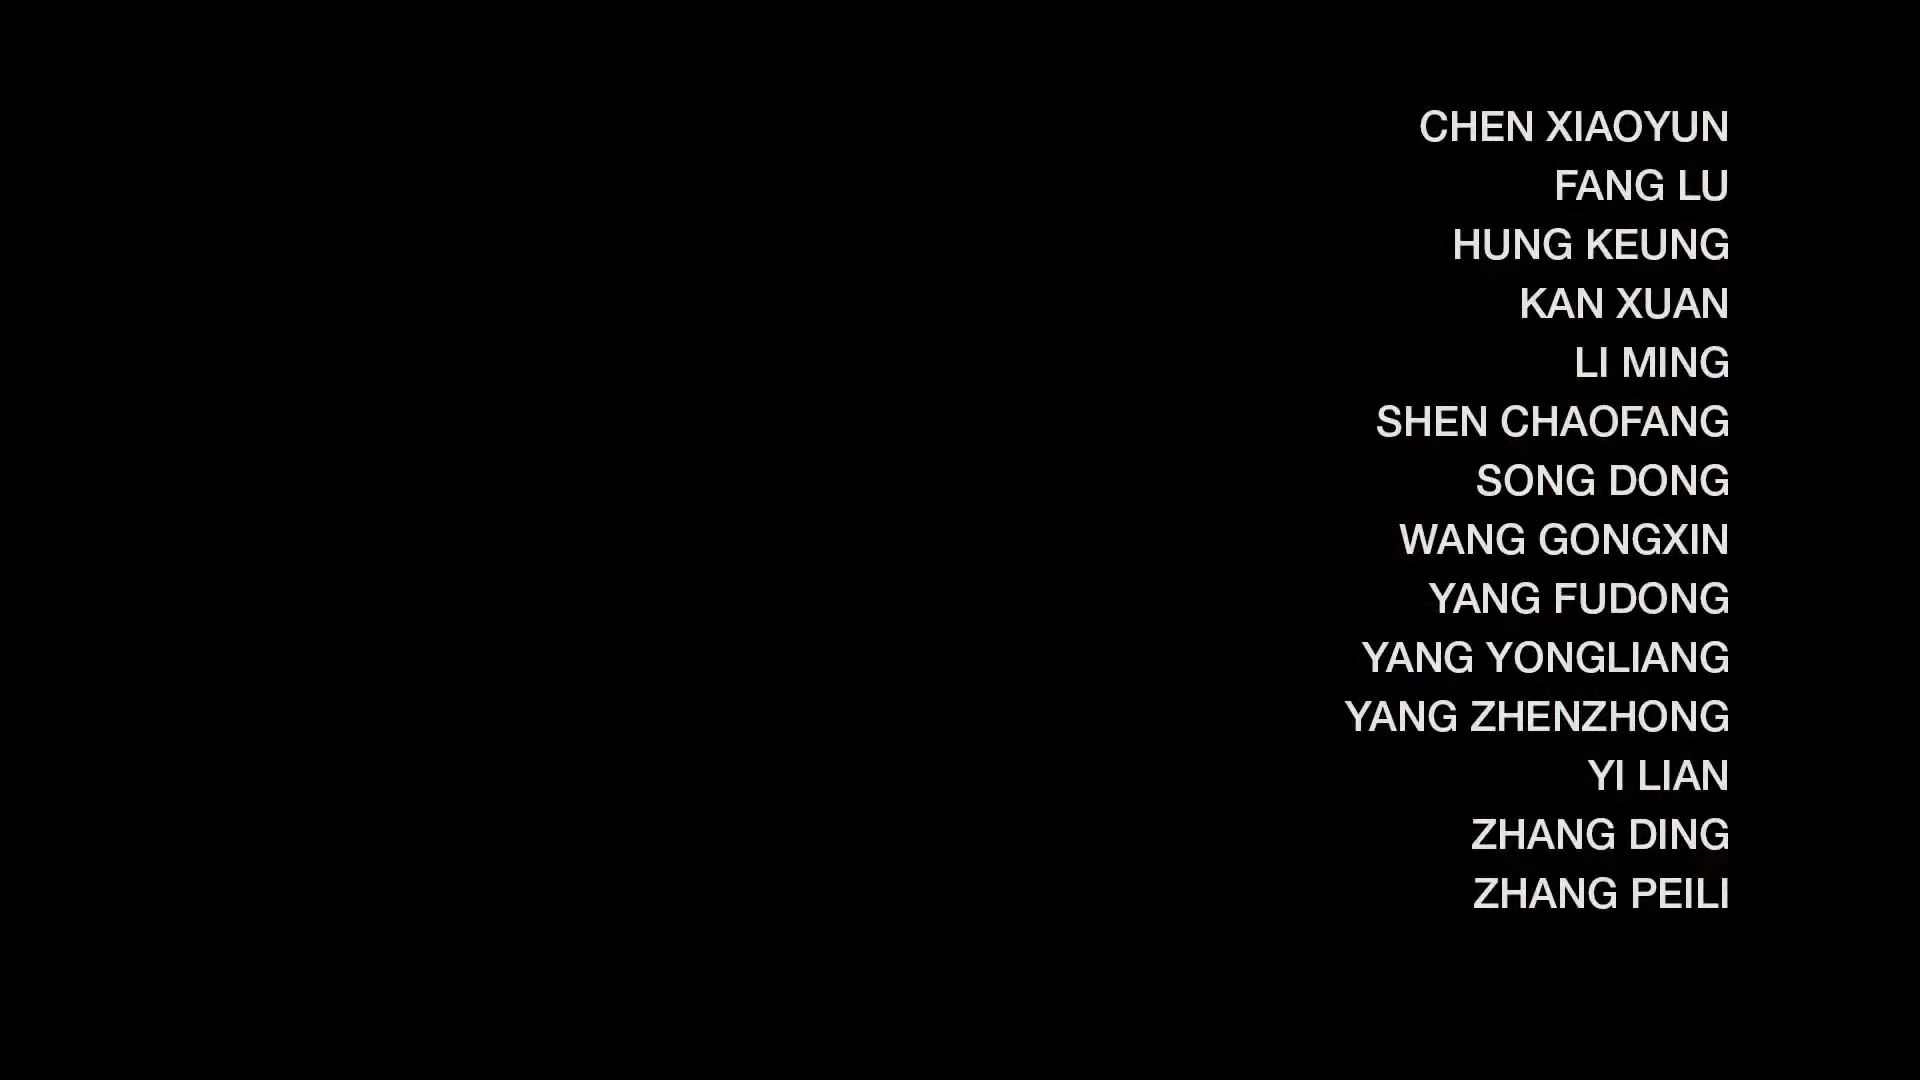 CHEN XIAOYUN
FANG LU
HUNG KEUNG
KAN XUAN
LI MING
SHEN CHAOFANG
SONG DONG
WANG GONGXIN
YANG FUDONG
YANG YONGLIANG
YANG ZHENZHONG
YI LIAN
ZHANG DING
ZHANG PEILI